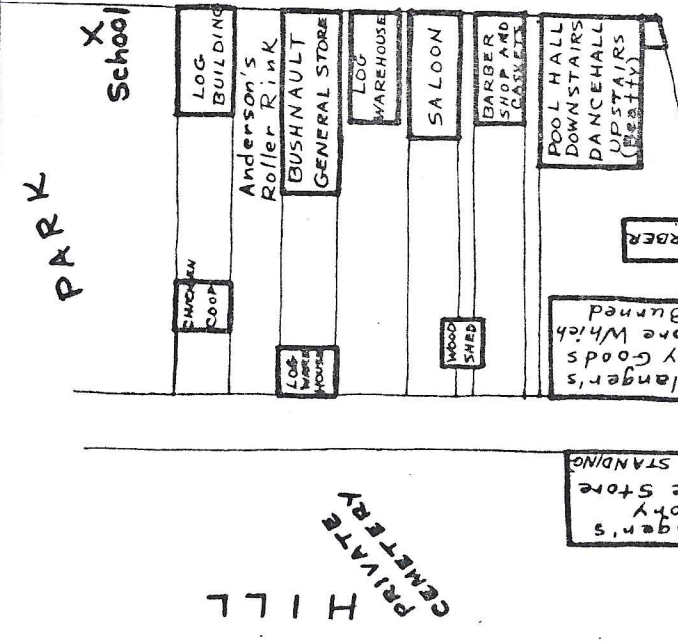 X
School
PARK
LOG
BUILDING
Anderson's
Roller Rink
BUSHNAULT
GENERAL STORE
LOG
WAREHOUSE
SALOON
BARBER
SHOP AND
CASKETS
POOL HALL
DOWNSTAIRS
DANCEHALL
UPSTAIRS
(Beatty)
CHICKEN
COOP
LOG
WARE
HOUSE
WOOD
SHED
RBER
langer's
y Goods
ore Which
Burned
ger's
ory
e Store
STANDING
PRIVATE
CEMETERY
HILL